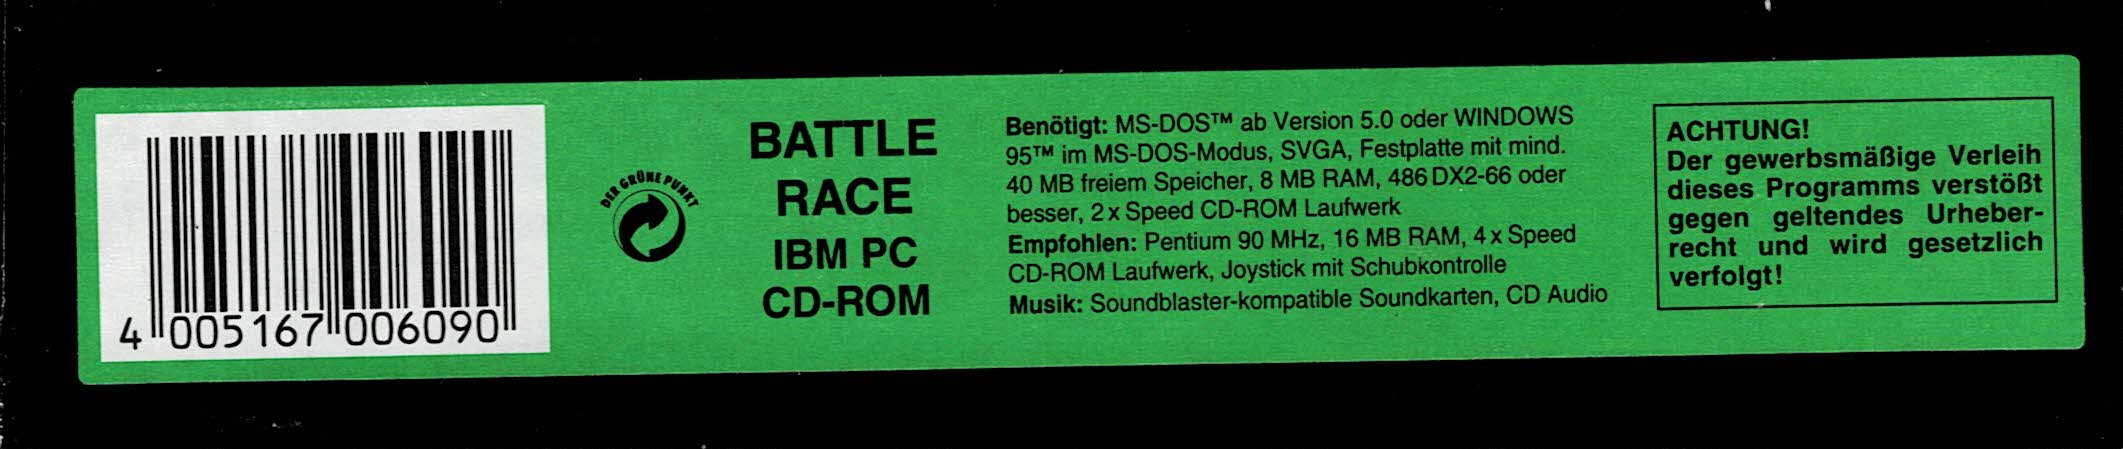 4 005167 006090
DER GRÜNE PUNKT
BATTLE
RACE
IBM PC
CD-ROM
Benötigt: MS-DOS™ ab Version 5.0 oder WINDOWS
95™ im MS-DOS-Modus, SVGA, Festplatte mit mind.
40 MB freiem Speicher, 8 MB RAM, 486 DX2-66 oder
besser, 2 x Speed CD-ROM Laufwerk
Empfohlen: Pentium 90 MHz, 16 MB RAM, 4 x Speed
CD-ROM Laufwerk, Joystick mit Schubkontrolle
Musik: Soundblaster-kompatible Soundkarten, CD Audio
ACHTUNG!
Der gewerbsmäßige Verleih
dieses Programms verstößt
gegen geltendes Urheber-
recht und wird gesetzlich
verfolgt!